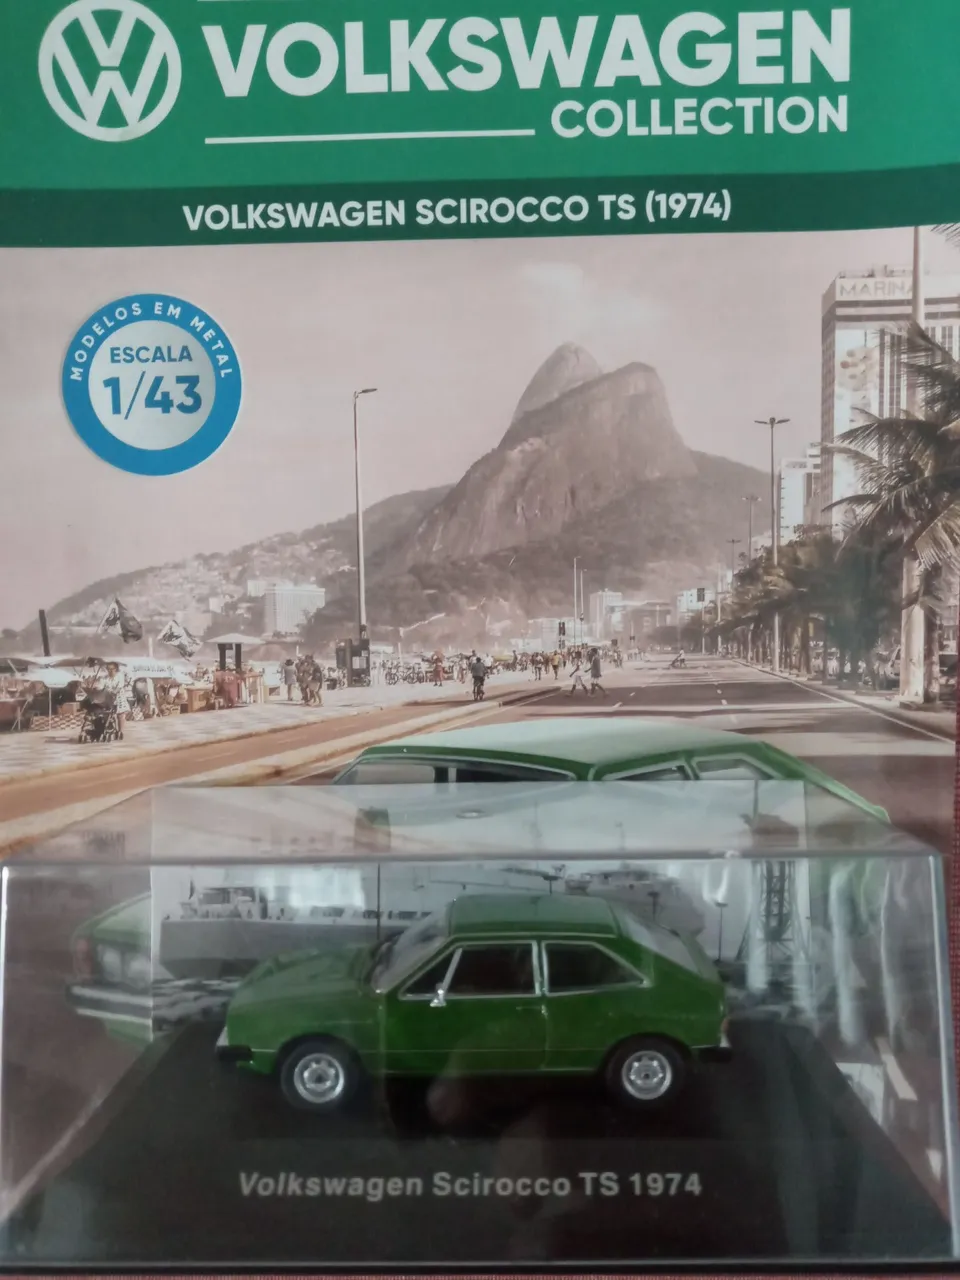 VOLKSWAGEN
COLLECTION
VOLKSWAGEN SCIROCCO TS (1974)
MODELOS EM METAL
ESCALA
1/43
MARINA
Volkswagen Scirocco TS 1974